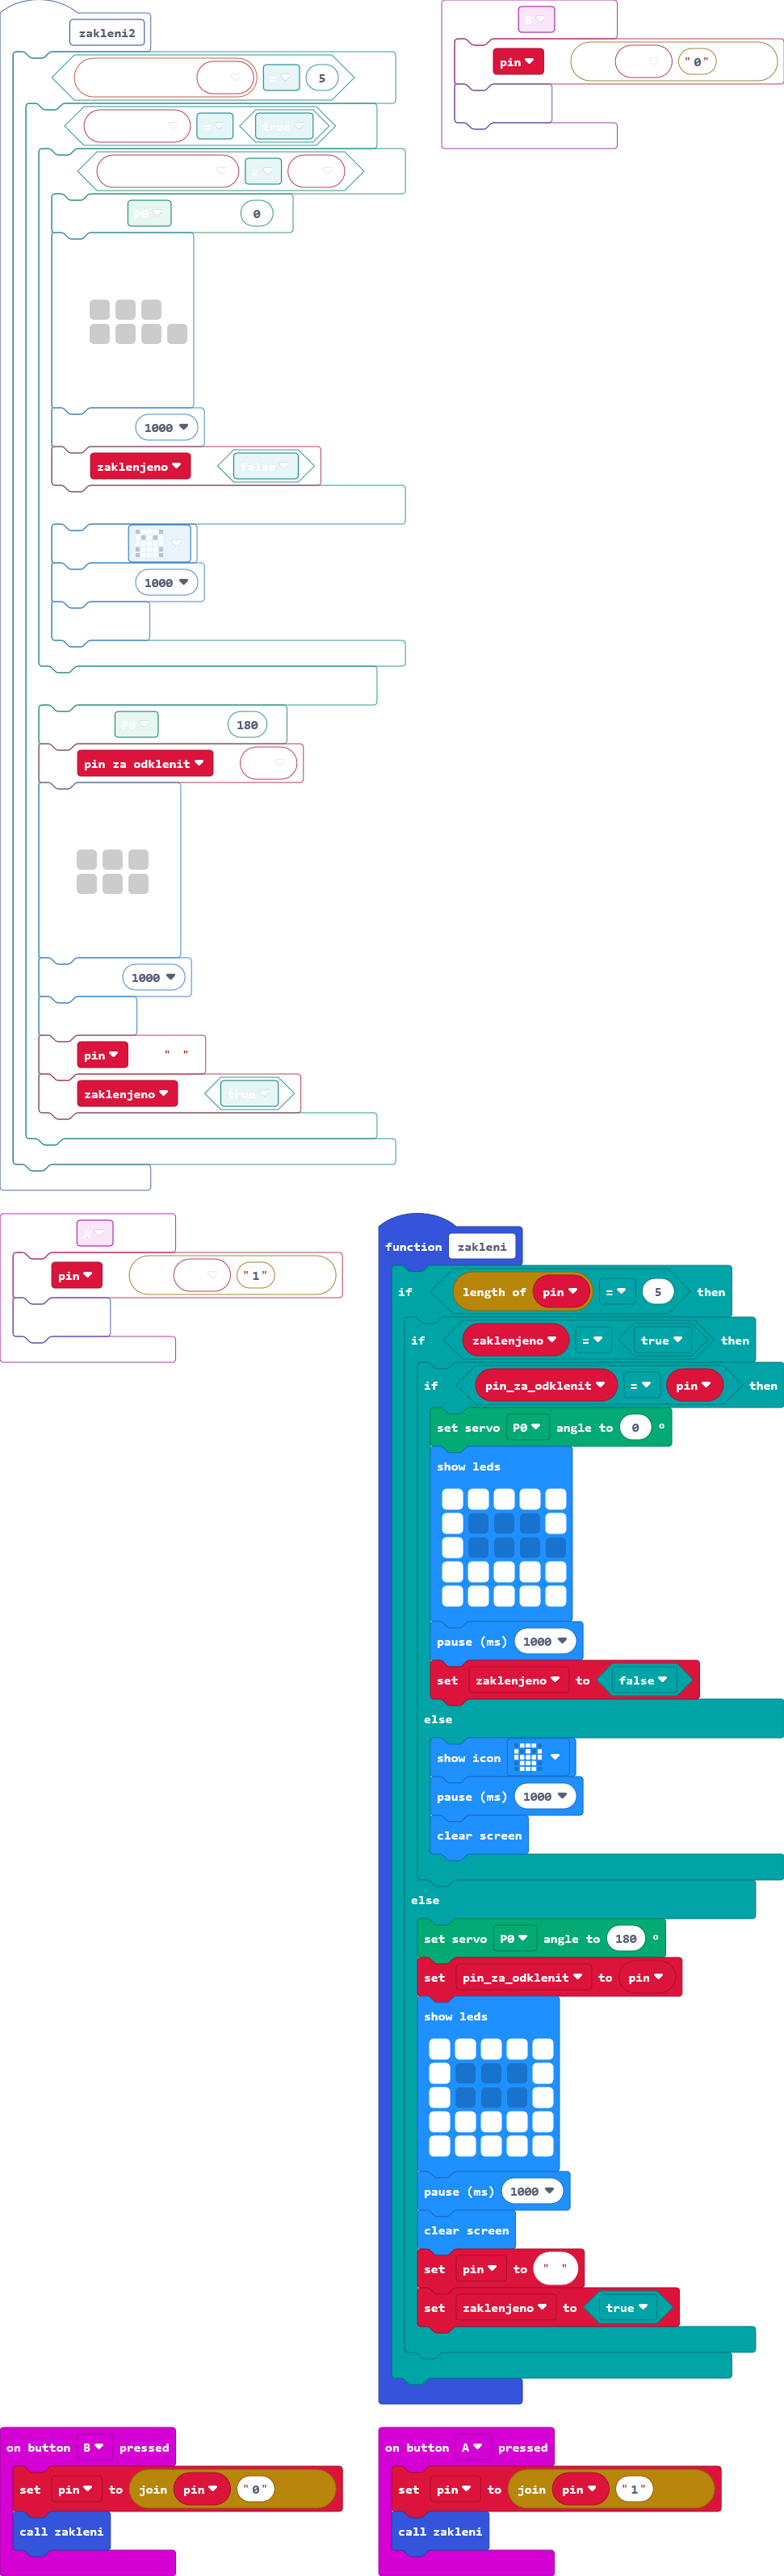 zakleni2
= 5
= true
=
P0 0
1000
zaklenjeno false
1000
P0 180
pin za odklenit
1000
pin " "
zaklenjeno true
B
pin "0"
A
pin "1"
function zakleni
if length of pin = 5 then
if zaklenjeno = true then
if pin_za_odklenit = pin then
set servo P0 angle to 0 °
show leds
pause (ms) 1000
set zaklenjeno to false
else
show icon
pause (ms) 1000
clear screen
else
set servo P0 angle to 180 °
set pin_za_odklenit to pin
show leds
pause (ms) 1000
clear screen
set pin to " "
set zaklenjeno to true
on button B pressed
set pin to join pin "0"
call zakleni
on button A pressed
set pin to join pin "1"
call zakleni